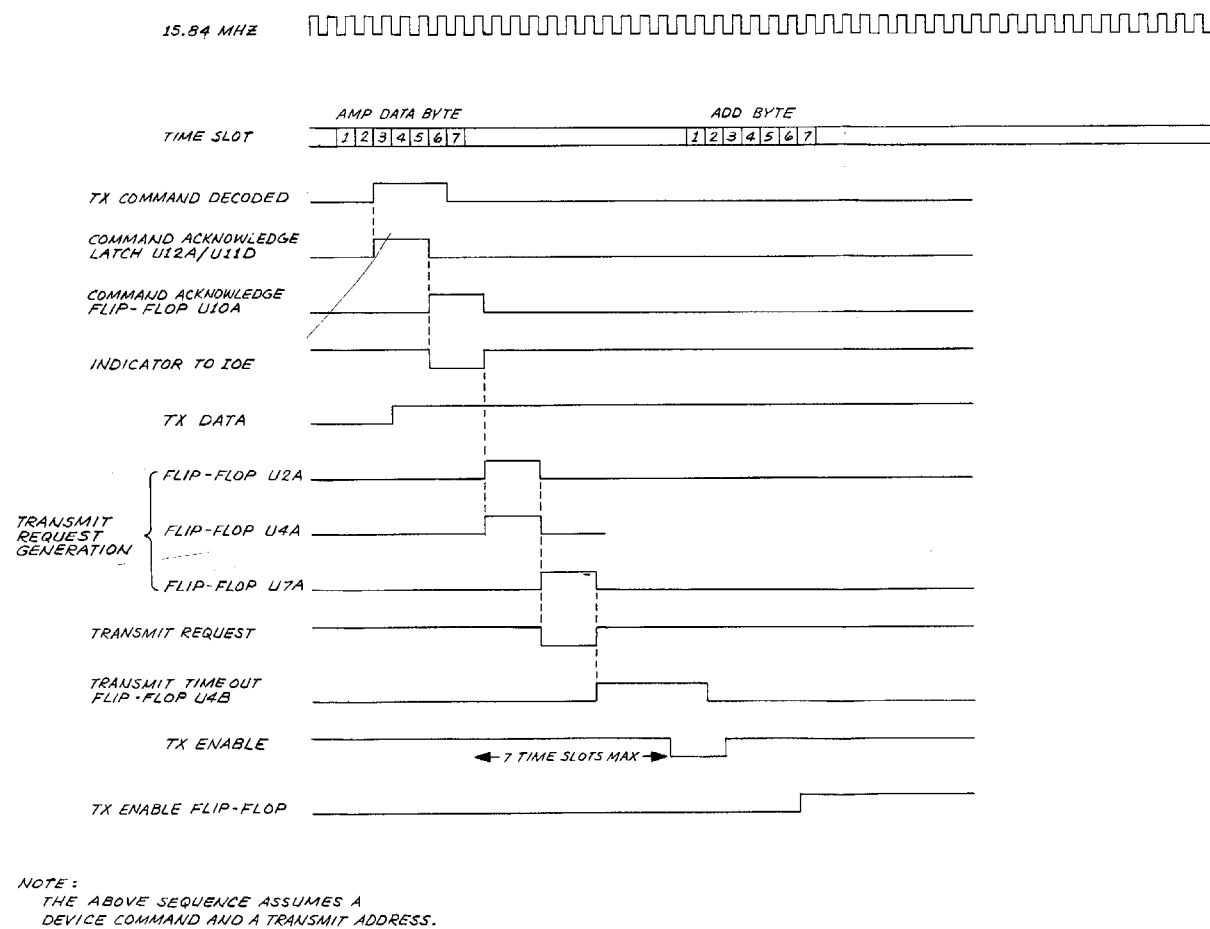 15.84 MHZ
AMP DATA BYTE
ADD BYTE
TIME SLOT
1 2 3 4 5 6 7
1 2 3 4 5 6 7
TX COMMAND DECODED
COMMAND ACKNOWLEDGE
LATCH U12A/U11D
COMMAND ACKNOWLEDGE
FLIP-FLOP U10A
INDICATOR TO IOE
TX DATA
TRANSMIT
REQUEST
GENERATION
FLIP-FLOP U2A
FLIP-FLOP U4A
FLIP-FLOP U7A
TRANSMIT REQUEST
TRANSMIT TIMEOUT
FLIP-FLOP U4B
TX ENABLE
7 TIME SLOTS MAX
TX ENABLE FLIP-FLOP
NOTE:
THE ABOVE SEQUENCE ASSUMES A
DEVICE COMMAND AND A TRANSMIT ADDRESS.